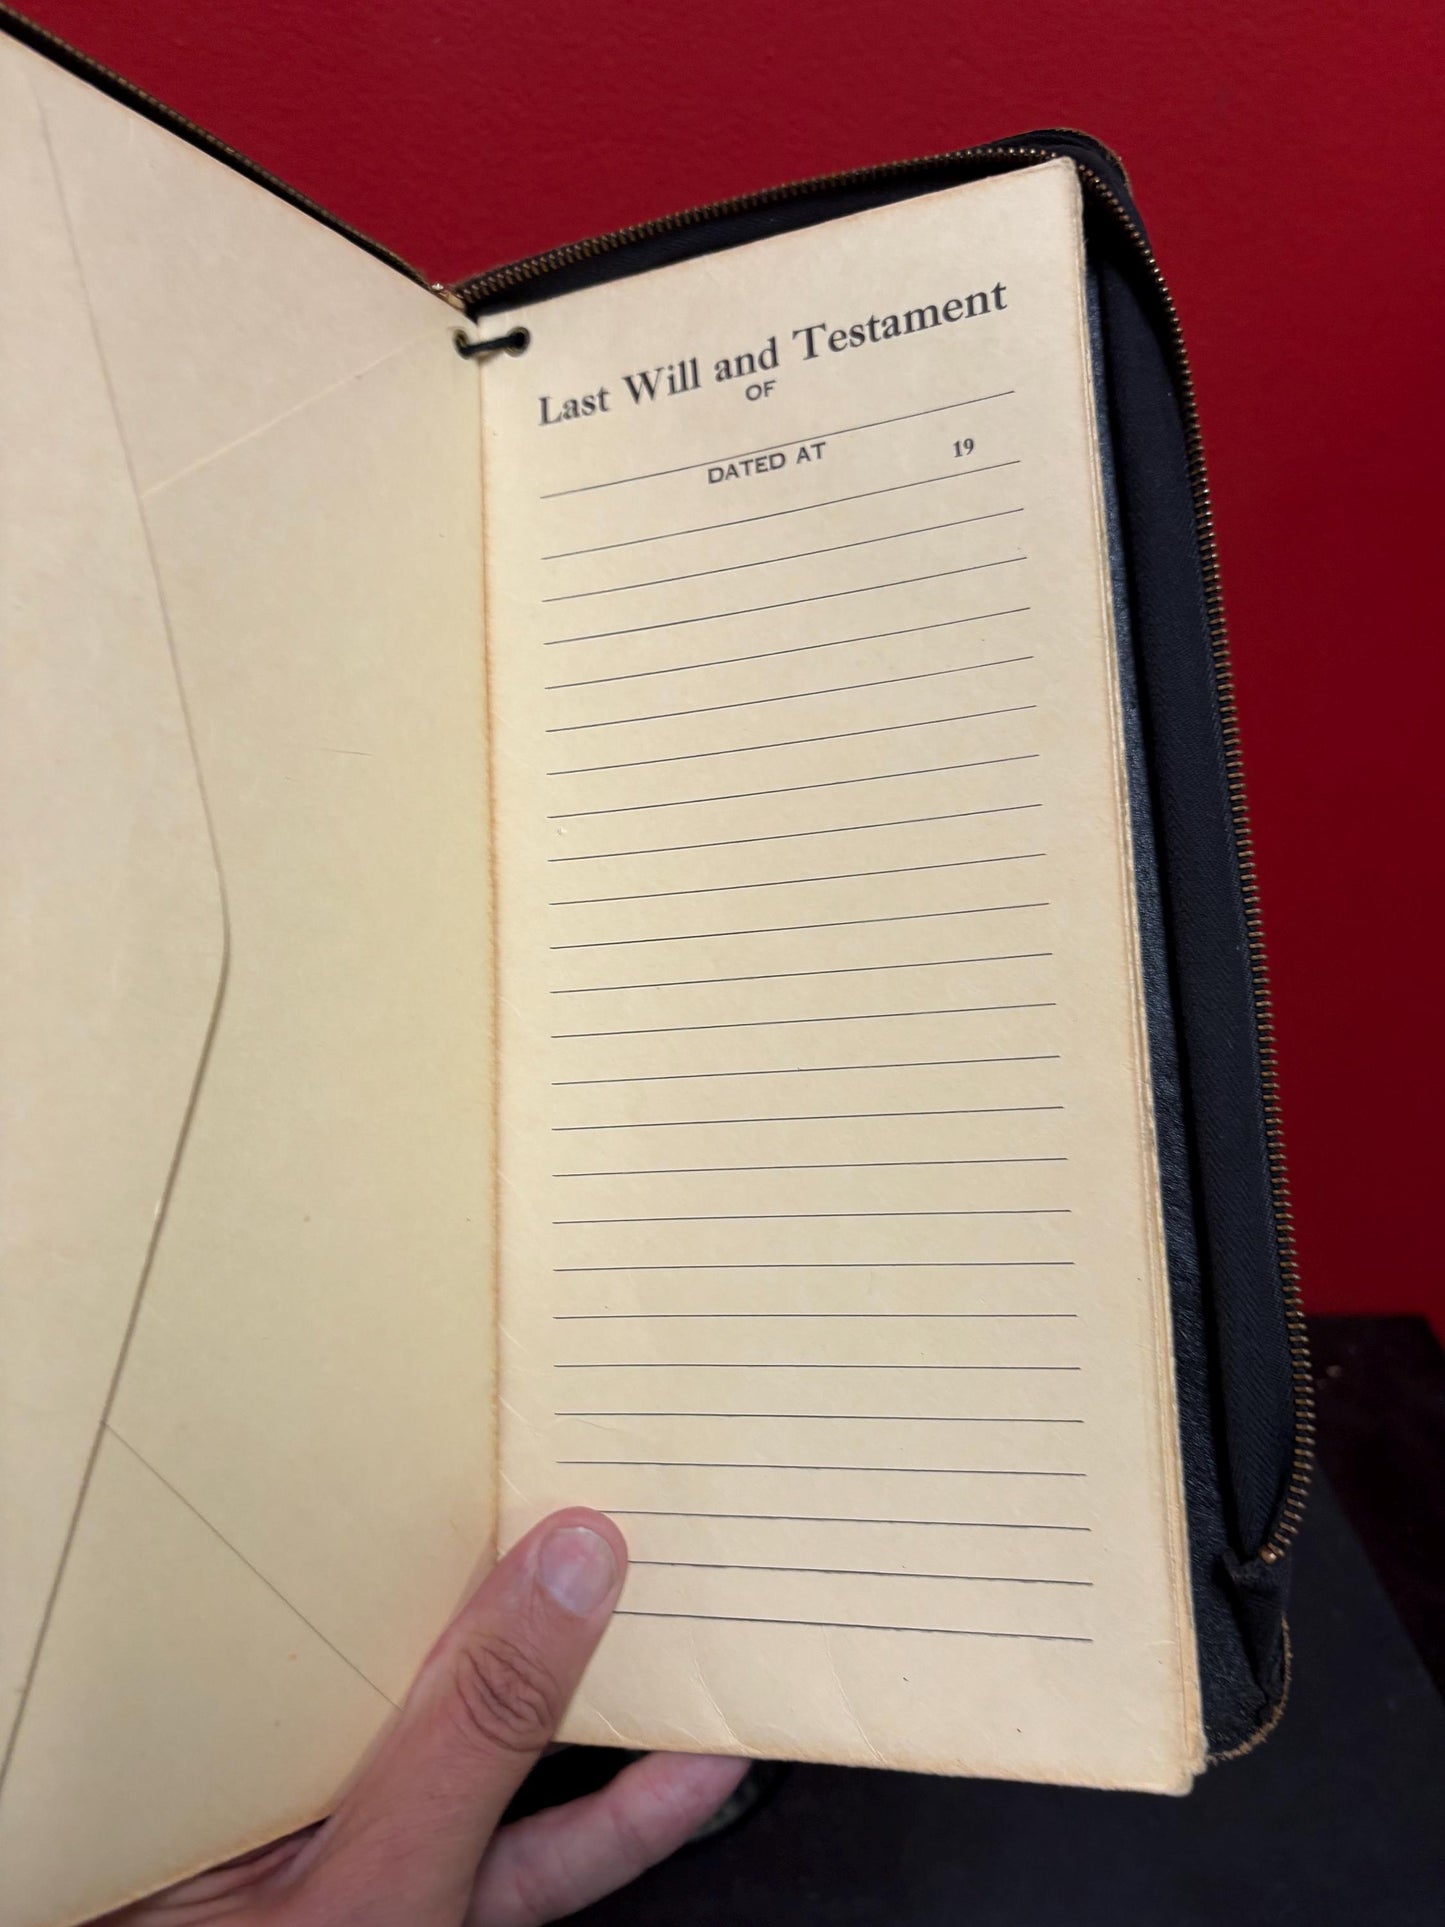 Last Will and Testament
OF
DATED AT 19